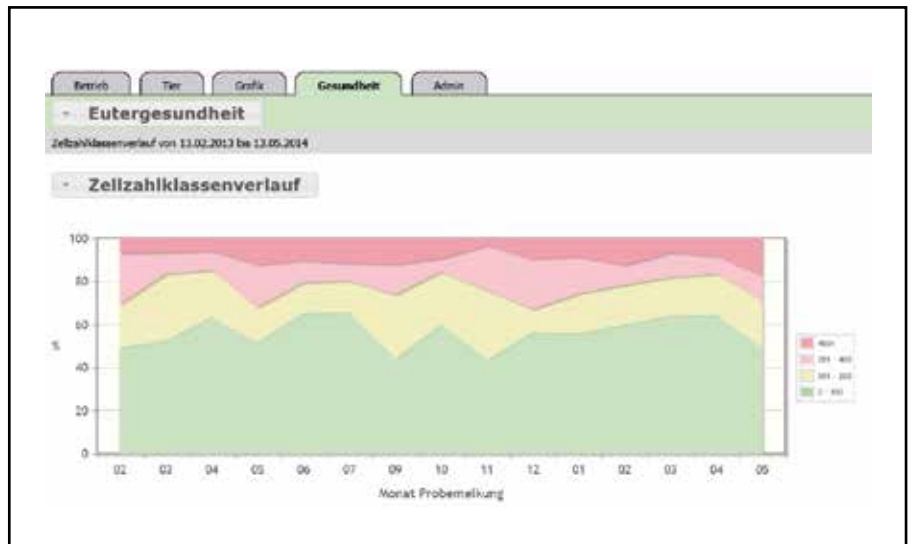 Betrieb
Tier
Grafik
Gesundheit
Admin
- Eutergesundheit
Zellzahlklassenverlauf von 13.02.2013 bis 13.05.2014
- Zellzahlklassenverlauf
100
80
60
40
20
0
02 03 04 05 06 07 09 10 11 12 01 02 03 04 05
Monat Probemelkung